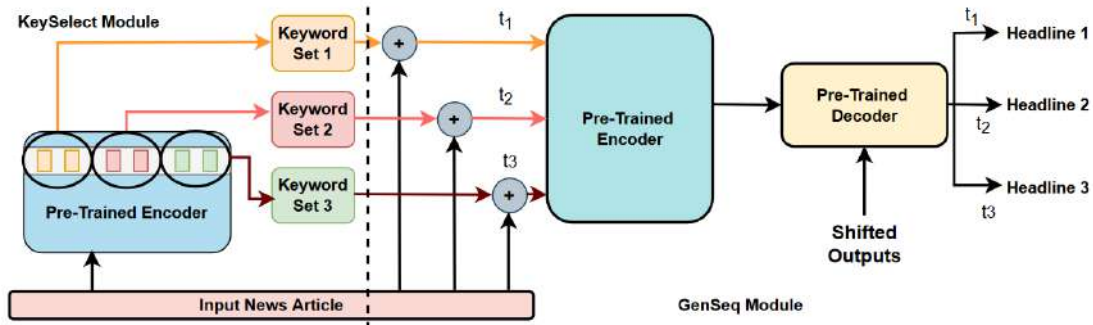 KeySelect Module
Keyword
Set 1
Keyword
Set 2
Keyword
Set 3
Pre-Trained Encoder
Input News Article
+
+
+
t1
t2
t3
Pre-Trained
Encoder
Pre-Trained
Decoder
Shifted
Outputs
GenSeq Module
t1
Headline 1
Headline 2
t2
Headline 3
t3